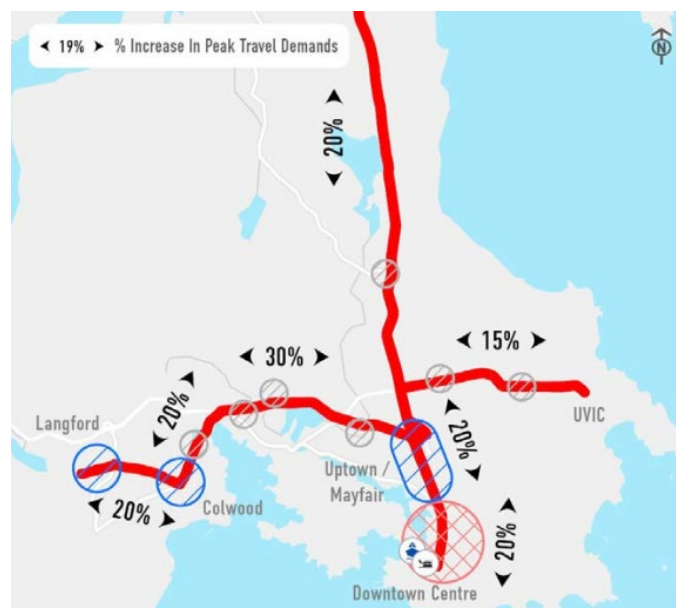 ◄ 19% ► % Increase In Peak Travel Demands
N
◄ 20% ►
◄ 15% ►
◄ 30% ►
◄ 20% ►
Langford
UVIC
◄ 20% ►
Uptown /
Mayfair
Colwood
◄ 20% ►
◄ 20% ►
Downtown Centre